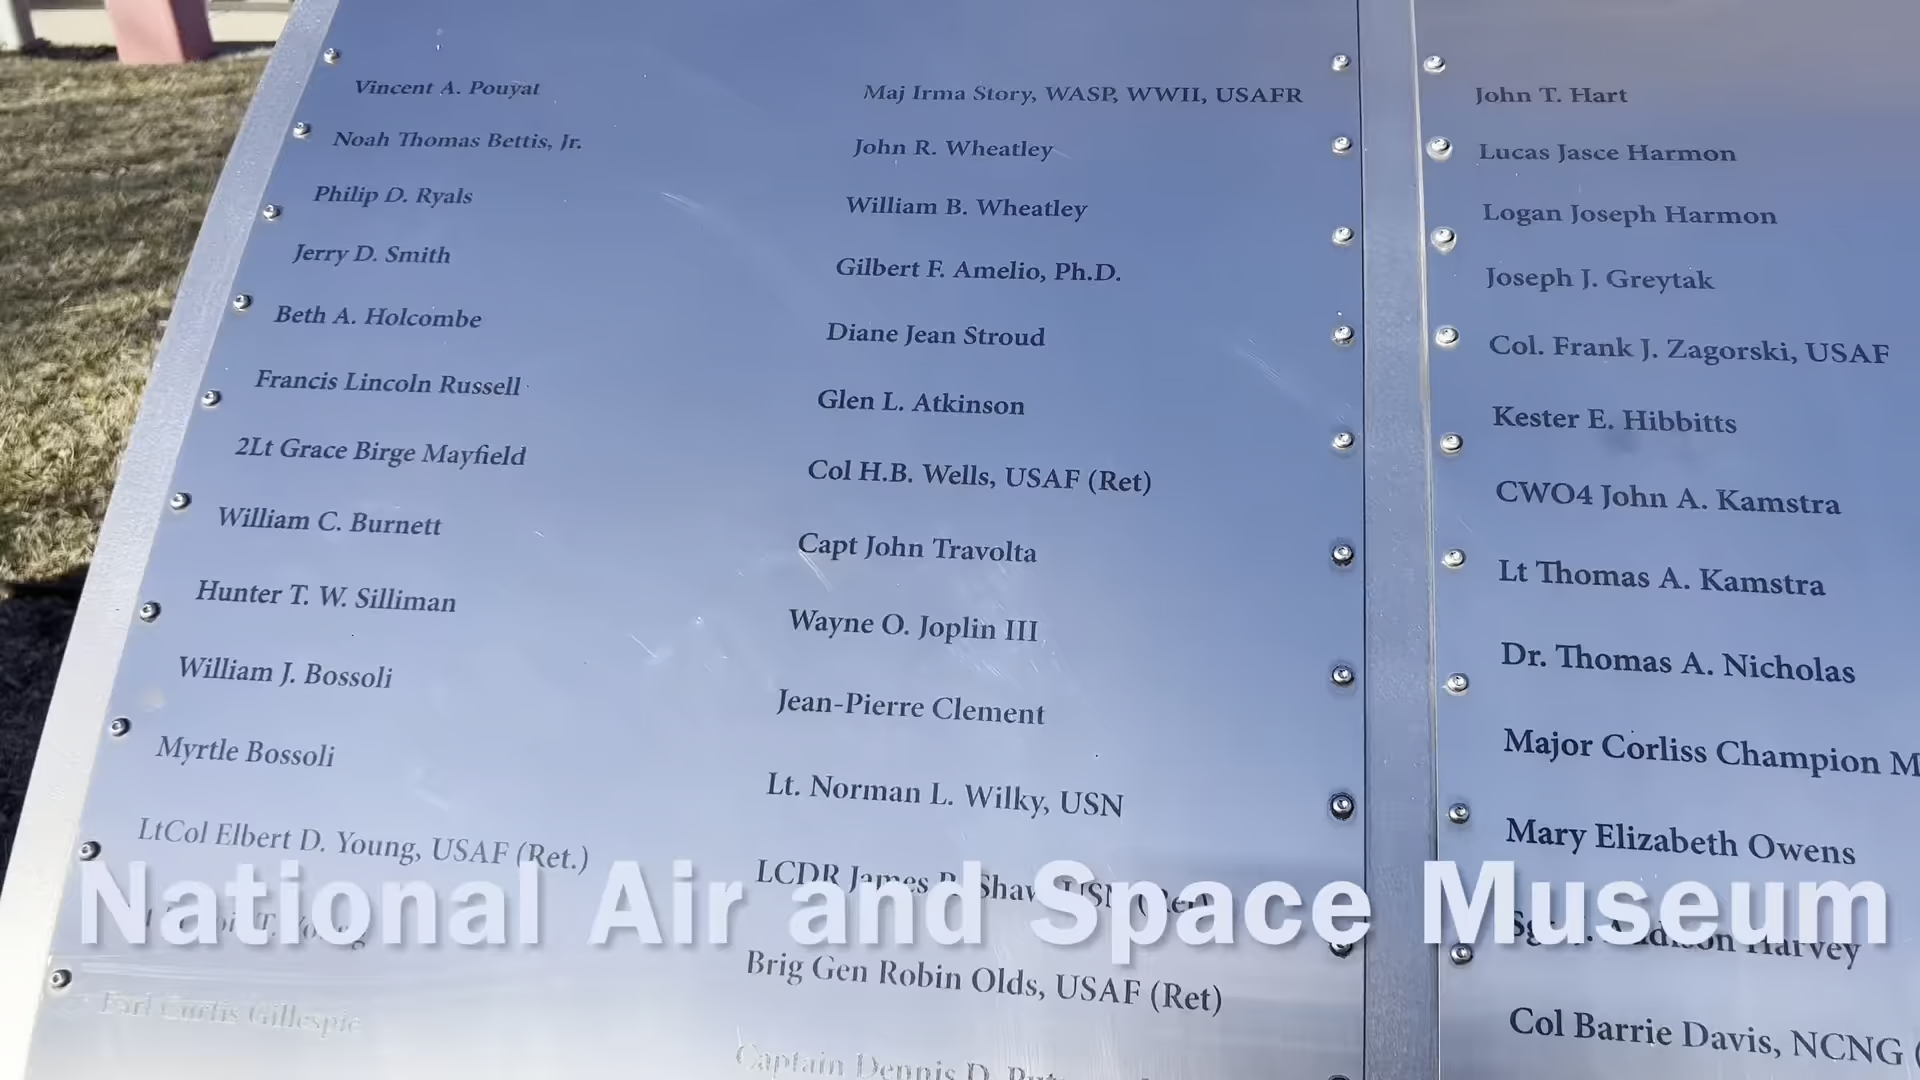 Vincent A. Pouyat
Noah Thomas Bettis, Jr.
Philip D. Ryals
Jerry D. Smith
Beth A. Holcombe
Francis Lincoln Russell
2Lt Grace Birge Mayfield
William C. Burnett
Hunter T. W. Silliman
William J. Bossoli
Myrtle Bossoli
LtCol Elbert D. Young, USAF (Ret.)
T. Young
Earl Curtis Gillespie
Maj Irma Story, WASP, WWII, USAFR
John R. Wheatley
William B. Wheatley
Gilbert F. Amelio, Ph.D.
Diane Jean Stroud
Glen L. Atkinson
Col H.B. Wells, USAF (Ret)
Capt John Travolta
Wayne O. Joplin III
Jean-Pierre Clement
Lt. Norman L. Wilky, USN
LCDR James Shaw, USN (Ret)
Brig Gen Robin Olds, USAF (Ret)
Captain Dennis D.
John T. Hart
Lucas Jasce Harmon
Logan Joseph Harmon
Joseph J. Greytak
Col. Frank J. Zagorski, USAF
Kester E. Hibbitts
CWO4 John A. Kamstra
Lt Thomas A. Kamstra
Dr. Thomas A. Nicholas
Major Corliss Champion M
Mary Elizabeth Owens
Addison Harvey
Col Barrie Davis, NCNG (
National Air and Space Museum